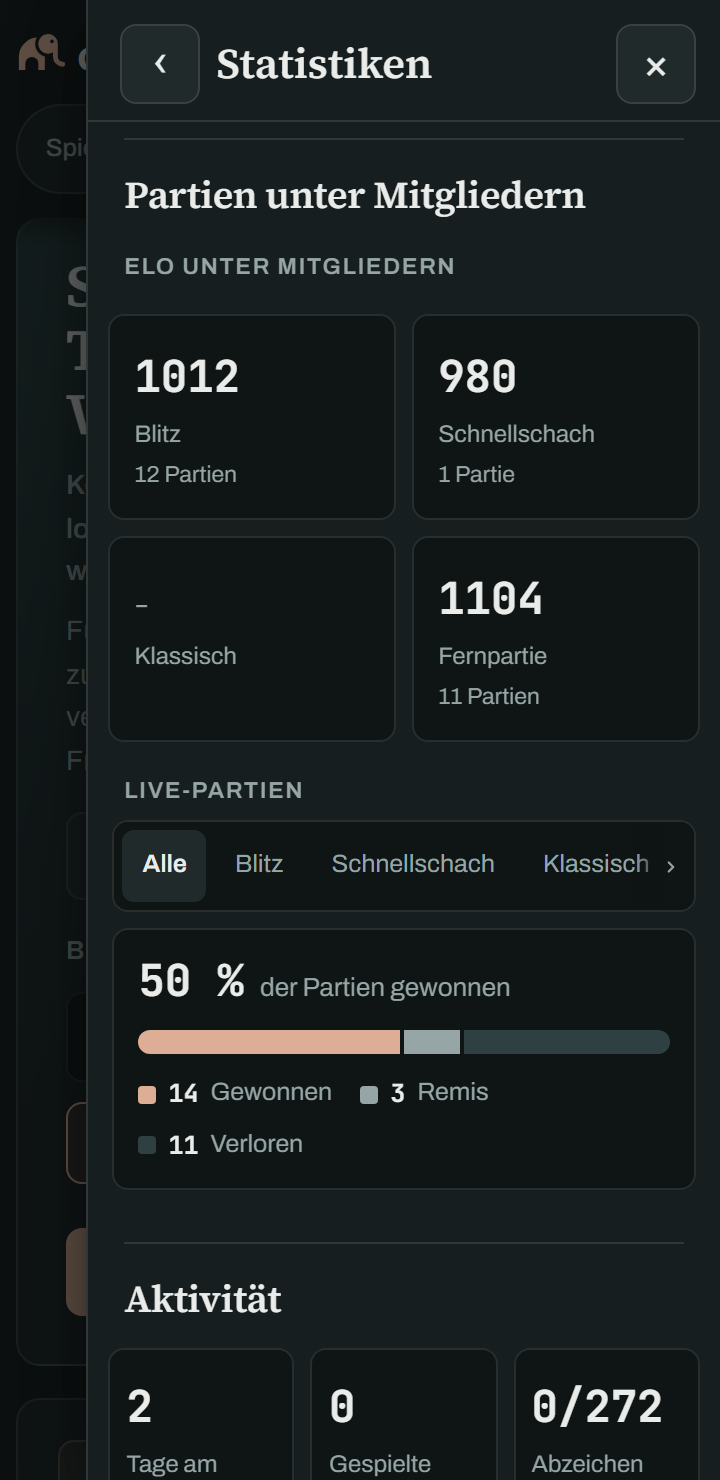 Statistiken
Partien unter Mitgliedern
ELO UNTER MITGLIEDERN
1012
Blitz
12 Partien
980
Schnellschach
1 Partie
–
Klassisch
1104
Fernpartie
11 Partien
LIVE-PARTIEN
Alle Blitz Schnellschach Klassisch ›
50 % der Partien gewonnen
14 Gewonnen 3 Remis
11 Verloren
Aktivität
2
Tage am
0
Gespielte
0/272
Abzeichen